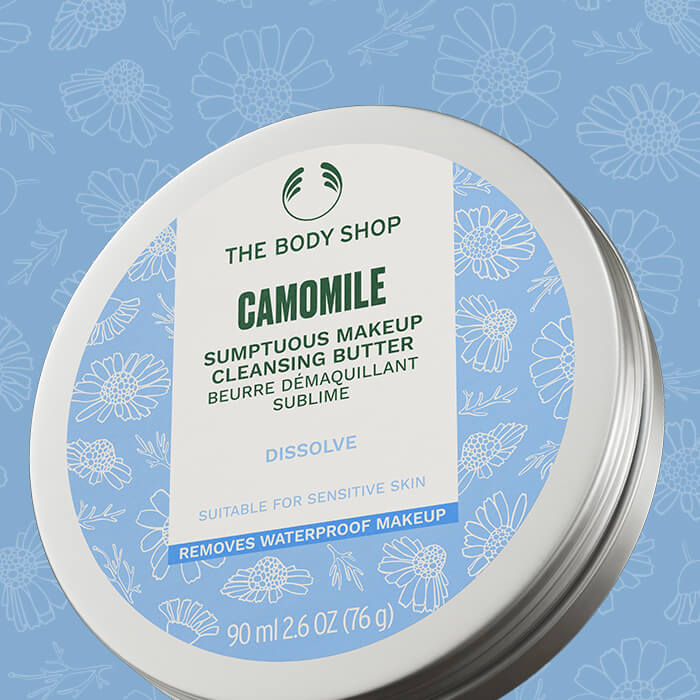 THE BODY SHOP
CAMOMILE
SUMPTUOUS MAKEUP
CLEANSING BUTTER
BEURRE DÉMAQUILLANT
SUBLIME
DISSOLVE
SUITABLE FOR SENSITIVE SKIN
REMOVES WATERPROOF MAKEUP
90 ml 2.6 OZ (76 g)